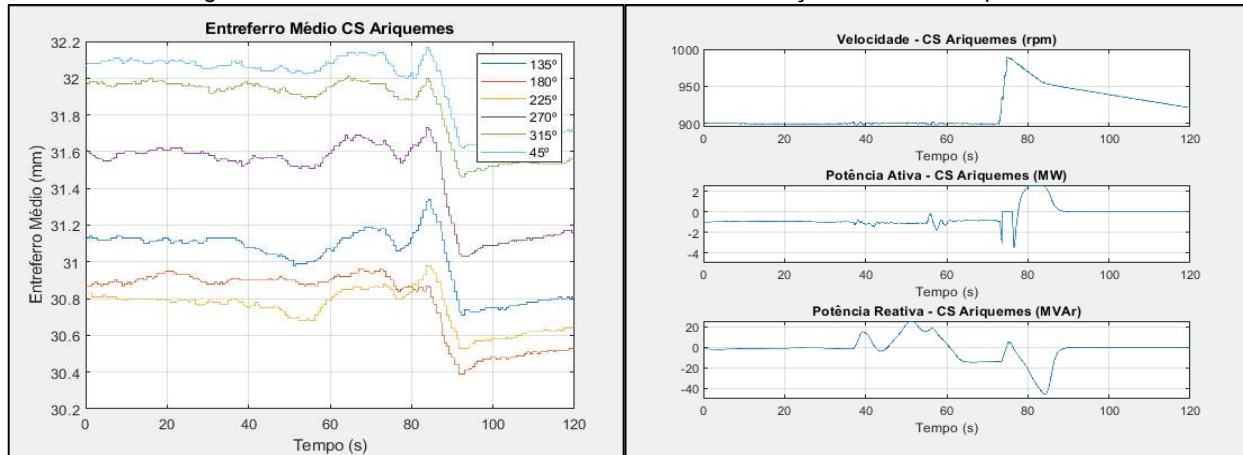 Entreferro Médio CS Ariquemes
32.2
32
31.8
31.6
31.4
31.2
31
30.8
30.6
30.4
30.2
Entreferro Médio (mm)
135º
180º
225º
270º
315º
45º
0 20 40 60 80 100 120
Tempo (s)
Velocidade - CS Ariquemes (rpm)
1000
950
900
0 20 40 60 80 100 120
Tempo (s)
Potência Ativa - CS Ariquemes (MW)
2
0
-2
-4
0 20 40 60 80 100 120
Tempo (s)
Potência Reativa - CS Ariquemes (MVAr)
20
0
-20
-40
0 20 40 60 80 100 120
Tempo (s)